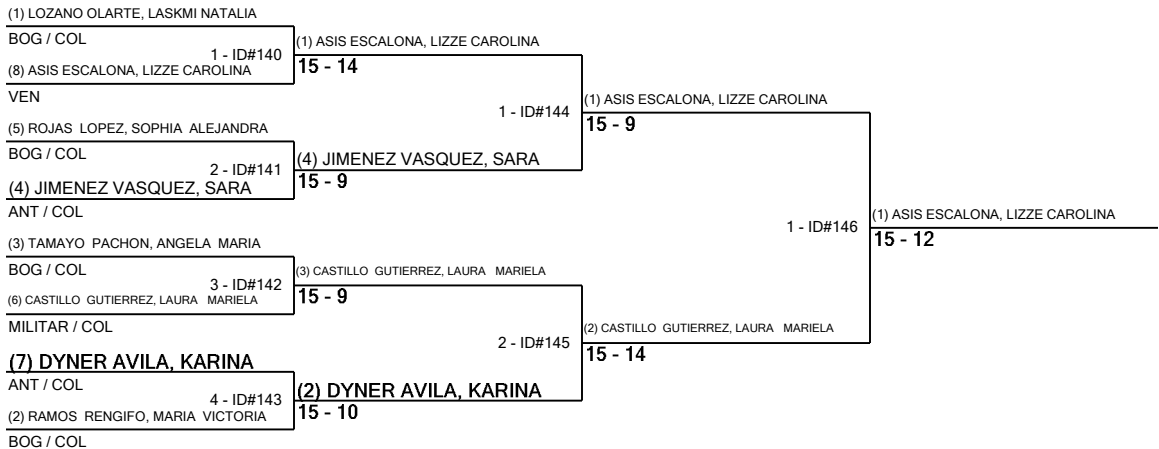 (1) LOZANO OLARTE, LASKMI NATALIA
BOG / COL
1 - ID#140
(8) ASIS ESCALONA, LIZZE CAROLINA
VEN
(5) ROJAS LOPEZ, SOPHIA ALEJANDRA
BOG / COL
2 - ID#141
(4) JIMENEZ VASQUEZ, SARA
ANT / COL
(3) TAMAYO PACHON, ANGELA MARIA
BOG / COL
3 - ID#142
(6) CASTILLO GUTIERREZ, LAURA MARIELA
MILITAR / COL
(7) DYNER AVILA, KARINA
ANT / COL
4 - ID#143
(2) RAMOS RENGIFO, MARIA VICTORIA
BOG / COL
(1) ASIS ESCALONA, LIZZE CAROLINA
15 - 14
1 - ID#144
(4) JIMENEZ VASQUEZ, SARA
15 - 9
(3) CASTILLO GUTIERREZ, LAURA MARIELA
15 - 9
2 - ID#145
(2) DYNER AVILA, KARINA
15 - 10
(1) ASIS ESCALONA, LIZZE CAROLINA
15 - 9
1 - ID#146
(2) CASTILLO GUTIERREZ, LAURA MARIELA
15 - 14
(1) ASIS ESCALONA, LIZZE CAROLINA
15 - 12